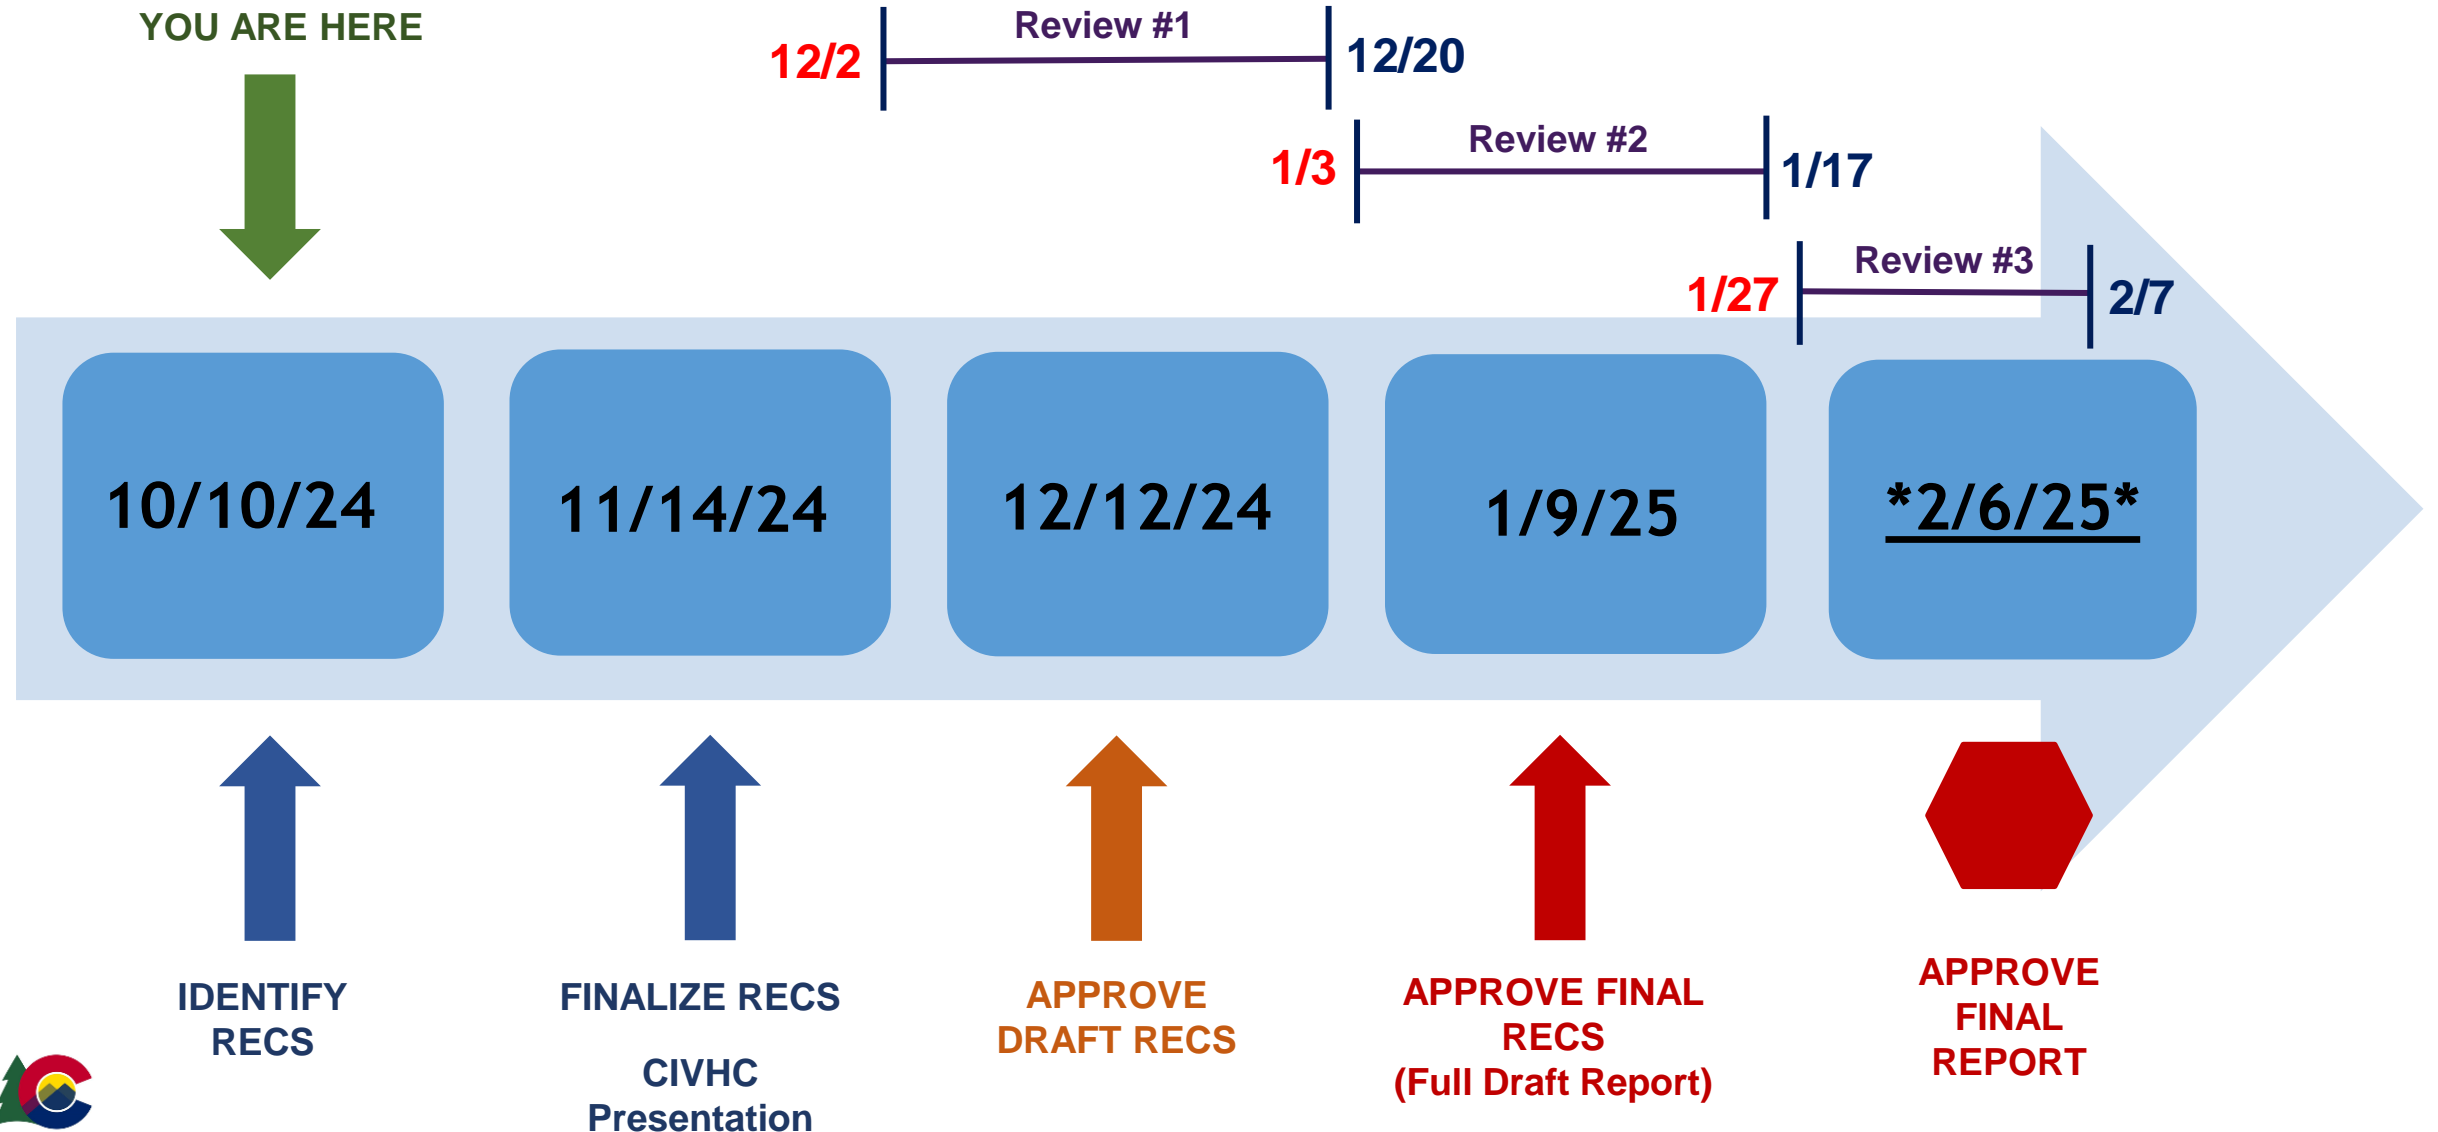 YOU ARE HERE
Review #1
12/2
12/20
Review #2
1/3
1/17
Review #3
1/27
2/7
10/10/24
11/14/24
12/12/24
1/9/25
*2/6/25*
IDENTIFY
RECS
FINALIZE RECS
CIVHC
Presentation
APPROVE
DRAFT RECS
APPROVE FINAL
RECS
(Full Draft Report)
APPROVE
FINAL
REPORT